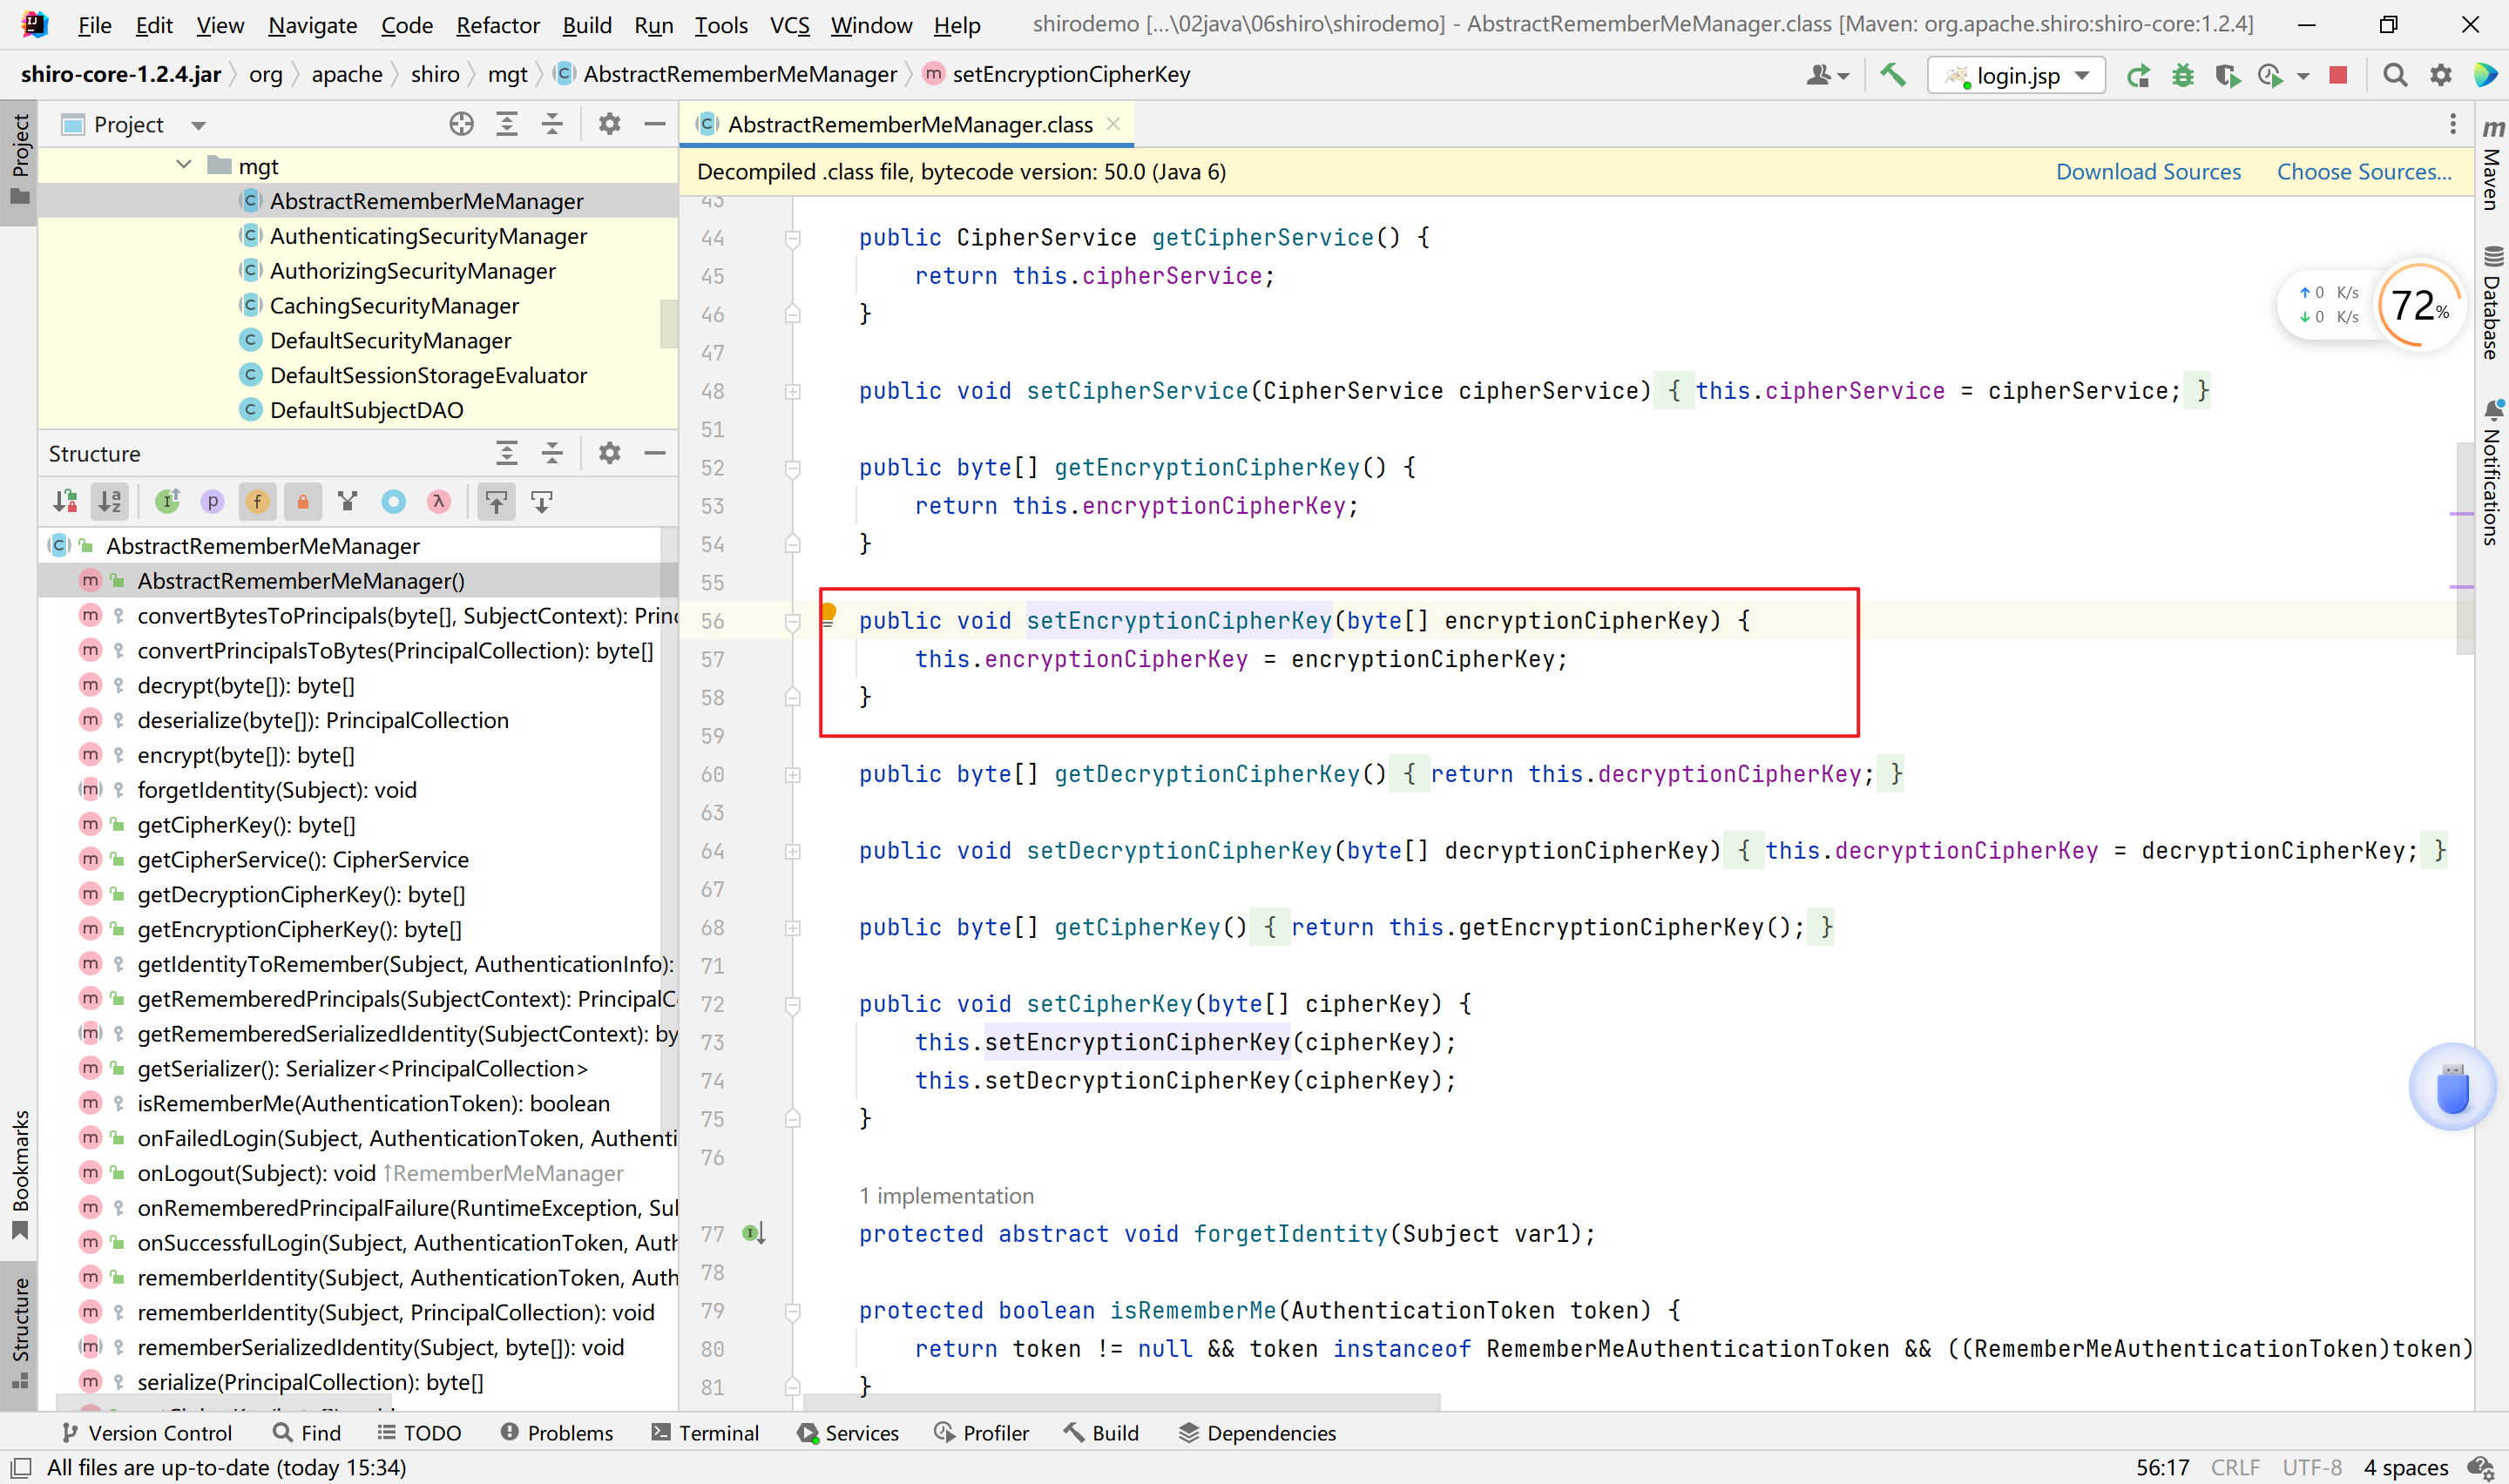 File Edit View Navigate Code Refactor Build Run Tools VCS Window Help shirodemo [...\02java\06shiro\shirodemo] - AbstractRememberMeManager.class [Maven: org.apache.shiro:shiro-core:1.2.4]
shiro-core-1.2.4.jar org apache shiro mgt AbstractRememberMeManager setEncryptionCipherKey login.jsp
Project
Project
mgt
AbstractRememberMeManager
AuthenticatingSecurityManager
AuthorizingSecurityManager
CachingSecurityManager
DefaultSecurityManager
DefaultSessionStorageEvaluator
DefaultSubjectDAO
Structure
AbstractRememberMeManager
AbstractRememberMeManager()
convertBytesToPrincipals(byte[], SubjectContext): Princ
convertPrincipalsToBytes(PrincipalCollection): byte[]
decrypt(byte[]): byte[]
deserialize(byte[]): PrincipalCollection
encrypt(byte[]): byte[]
forgetIdentity(Subject): void
getCipherKey(): byte[]
getCipherService(): CipherService
getDecryptionCipherKey(): byte[]
getEncryptionCipherKey(): byte[]
getIdentityToRemember(Subject, AuthenticationInfo):
getRememberedPrincipals(SubjectContext): PrincipalC
getRememberedSerializedIdentity(SubjectContext): by
getSerializer(): Serializer<PrincipalCollection>
isRememberMe(AuthenticationToken): boolean
onFailedLogin(Subject, AuthenticationToken, Authenti
onLogout(Subject): void ↑RememberMeManager
onRememberedPrincipalFailure(RuntimeException, Sul
onSuccessfulLogin(Subject, AuthenticationToken, Auth
rememberIdentity(Subject, AuthenticationToken, Auth
rememberIdentity(Subject, PrincipalCollection): void
rememberSerializedIdentity(Subject, byte[]): void
serialize(PrincipalCollection): byte[]
Bookmarks
Structure
AbstractRememberMeManager.class
Decompiled .class file, bytecode version: 50.0 (Java 6) Download Sources Choose Sources...
43
44 public CipherService getCipherService() {
45 return this.cipherService;
46 }
47
48 public void setCipherService(CipherService cipherService) { this.cipherService = cipherService; }
51
52 public byte[] getEncryptionCipherKey() {
53 return this.encryptionCipherKey;
54 }
55
56 public void setEncryptionCipherKey(byte[] encryptionCipherKey) {
57 this.encryptionCipherKey = encryptionCipherKey;
58 }
59
60 public byte[] getDecryptionCipherKey() { return this.decryptionCipherKey; }
63
64 public void setDecryptionCipherKey(byte[] decryptionCipherKey) { this.decryptionCipherKey = decryptionCipherKey; }
67
68 public byte[] getCipherKey() { return this.getEncryptionCipherKey(); }
71
72 public void setCipherKey(byte[] cipherKey) {
73 this.setEncryptionCipherKey(cipherKey);
74 this.setDecryptionCipherKey(cipherKey);
75 }
76
1 implementation
77 protected abstract void forgetIdentity(Subject var1);
78
79 protected boolean isRememberMe(AuthenticationToken token) {
80 return token != null && token instanceof RememberMeAuthenticationToken && ((RememberMeAuthenticationToken)token)
81 }
↑ 0 K/s
↓ 0 K/s
72%
Maven
Database
Notifications
Version Control Find TODO Problems Terminal Services Profiler Build Dependencies
All files are up-to-date (today 15:34) 56:17 CRLF UTF-8 4 spaces